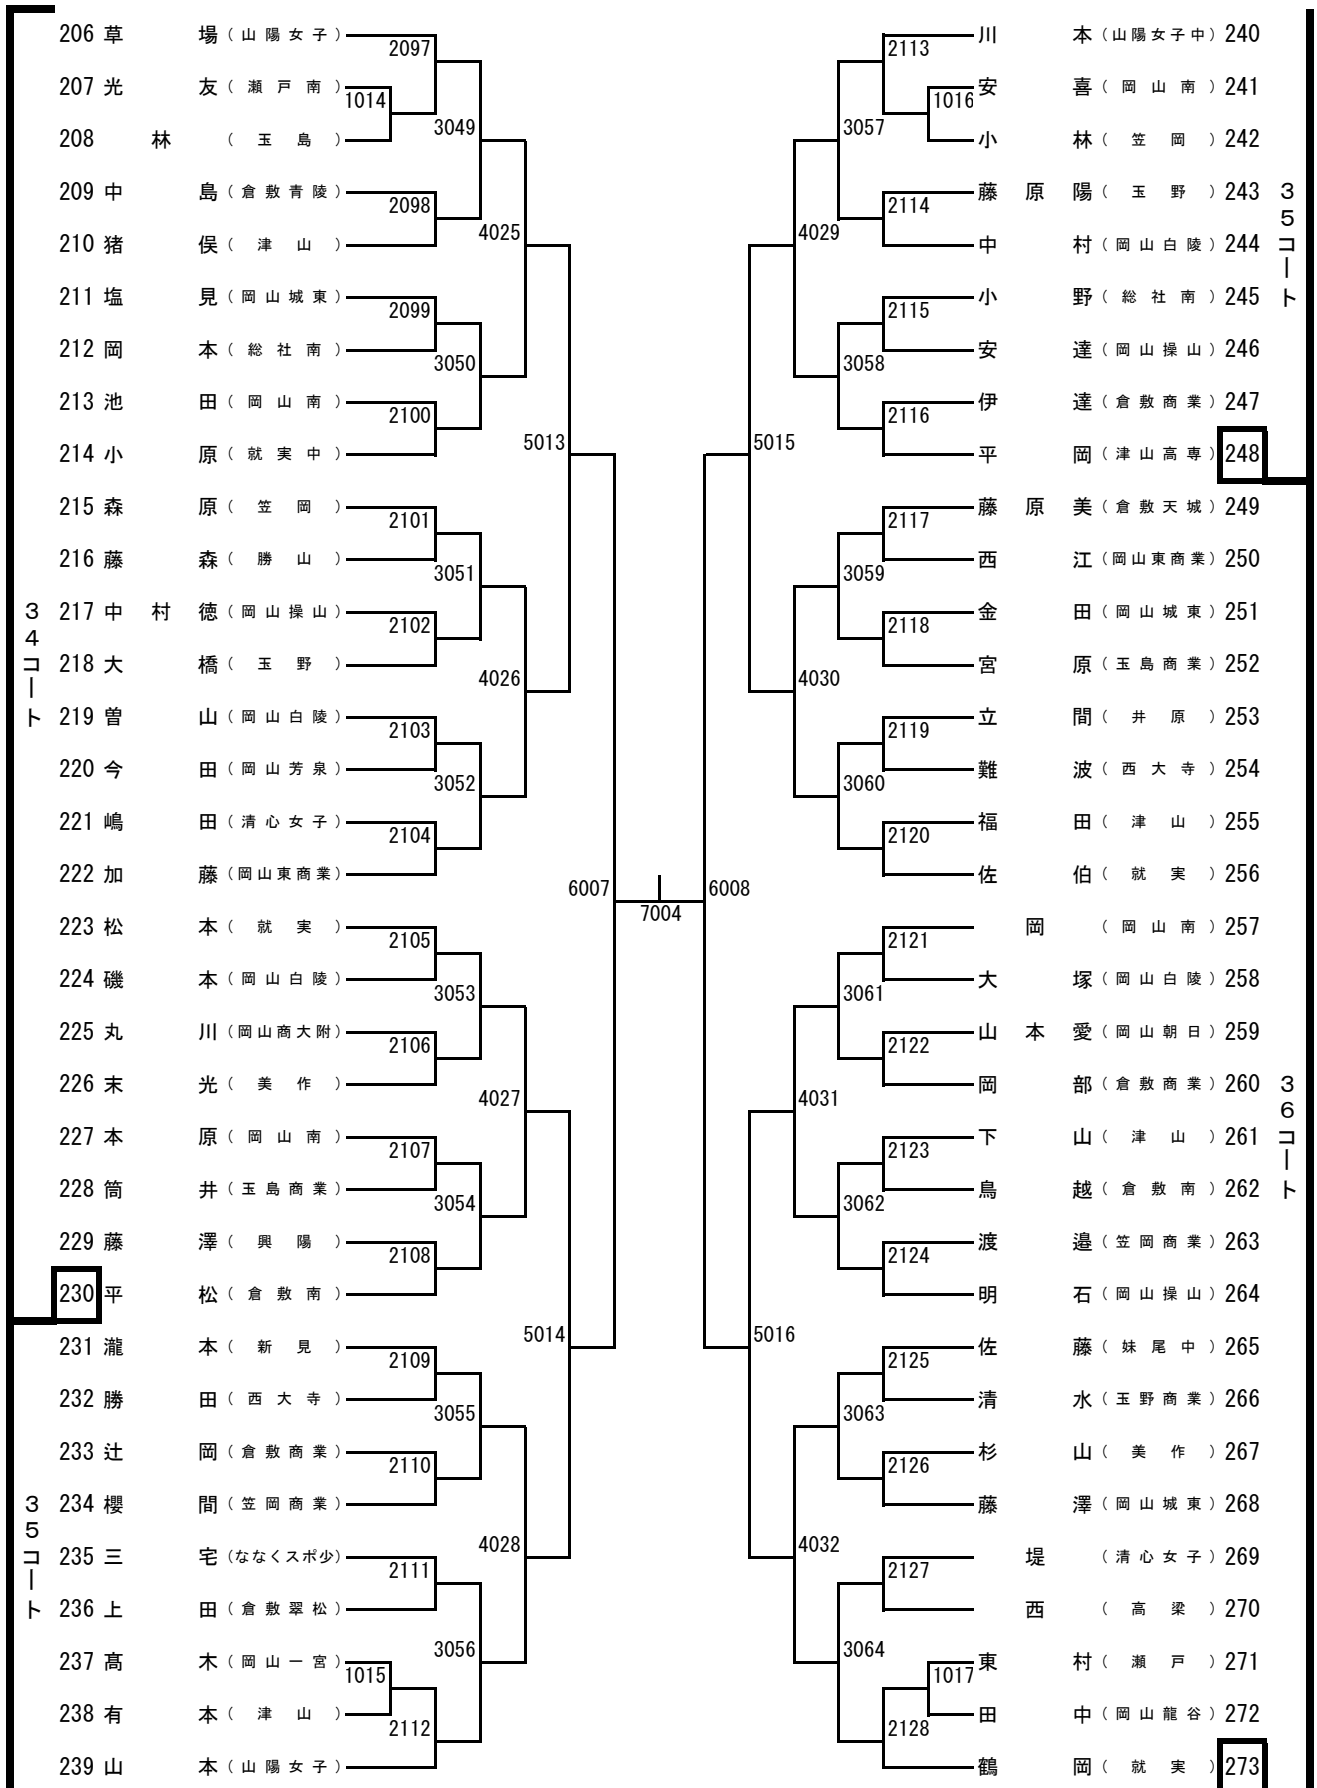 206 草場（山陽女子）
2097
207 光友（瀬戸南）
1014
3049
208 林（玉島）
209 中島（倉敷青陵）
2098
4025
210 猪俣（津山）
211 塩見（岡山城東）
2099
212 岡本（総社南）
3050
213 池田（岡山南）
2100
5013
214 小原（就実中）
215 森原（笠岡）
2101
216 藤森（勝山）
3051
34コート
217 中村徳（岡山操山）
2102
218 大橋（玉野）
4026
219 曽山（岡山白陵）
2103
220 今田（岡山芳泉）
3052
221 嶋田（清心女子）
2104
222 加藤（岡山東商業）
6007
7004
223 松本（就実）
2105
224 磯本（岡山白陵）
3053
225 丸川（岡山商大附）
2106
226 末光（美作）
4027
227 本原（岡山南）
2107
228 筒井（玉島商業）
3054
229 藤澤（興陽）
2108
230 平松（倉敷南）
5014
231 瀧本（新見）
2109
232 勝田（西大寺）
3055
233 辻岡（倉敷商業）
2110
35コート
234 櫻間（笠岡商業）
4028
235 三宅（ななくスポ少）
2111
236 上田（倉敷翠松）
3056
237 髙木（岡山一宮）
1015
238 有本（津山）
2112
239 山本（山陽女子）
川本（山陽女子中）240
2113
安喜（岡山南）241
1016
3057
小林（笠岡）242
藤原陽（玉野）243
35コート
2114
4029
中村（岡山白陵）244
小野（総社南）245
2115
安達（岡山操山）246
3058
伊達（倉敷商業）247
2116
5015
平岡（津山高専）248
藤原美（倉敷天城）249
2117
西江（岡山東商業）250
3059
金田（岡山城東）251
2118
宮原（玉島商業）252
4030
立間（井原）253
2119
難波（西大寺）254
3060
福田（津山）255
2120
佐伯（就実）256
6008
岡（岡山南）257
2121
大塚（岡山白陵）258
3061
山本愛（岡山朝日）259
2122
岡部（倉敷商業）260
36コート
4031
下山（津山）261
2123
鳥越（倉敷南）262
3062
渡邉（笠岡商業）263
2124
明石（岡山操山）264
5016
佐藤（妹尾中）265
2125
清水（玉野商業）266
3063
杉山（美作）267
2126
藤澤（岡山城東）268
4032
堤（清心女子）269
2127
西（高梁）270
3064
東村（瀬戸）271
1017
田中（岡山龍谷）272
2128
鶴岡（就実）273